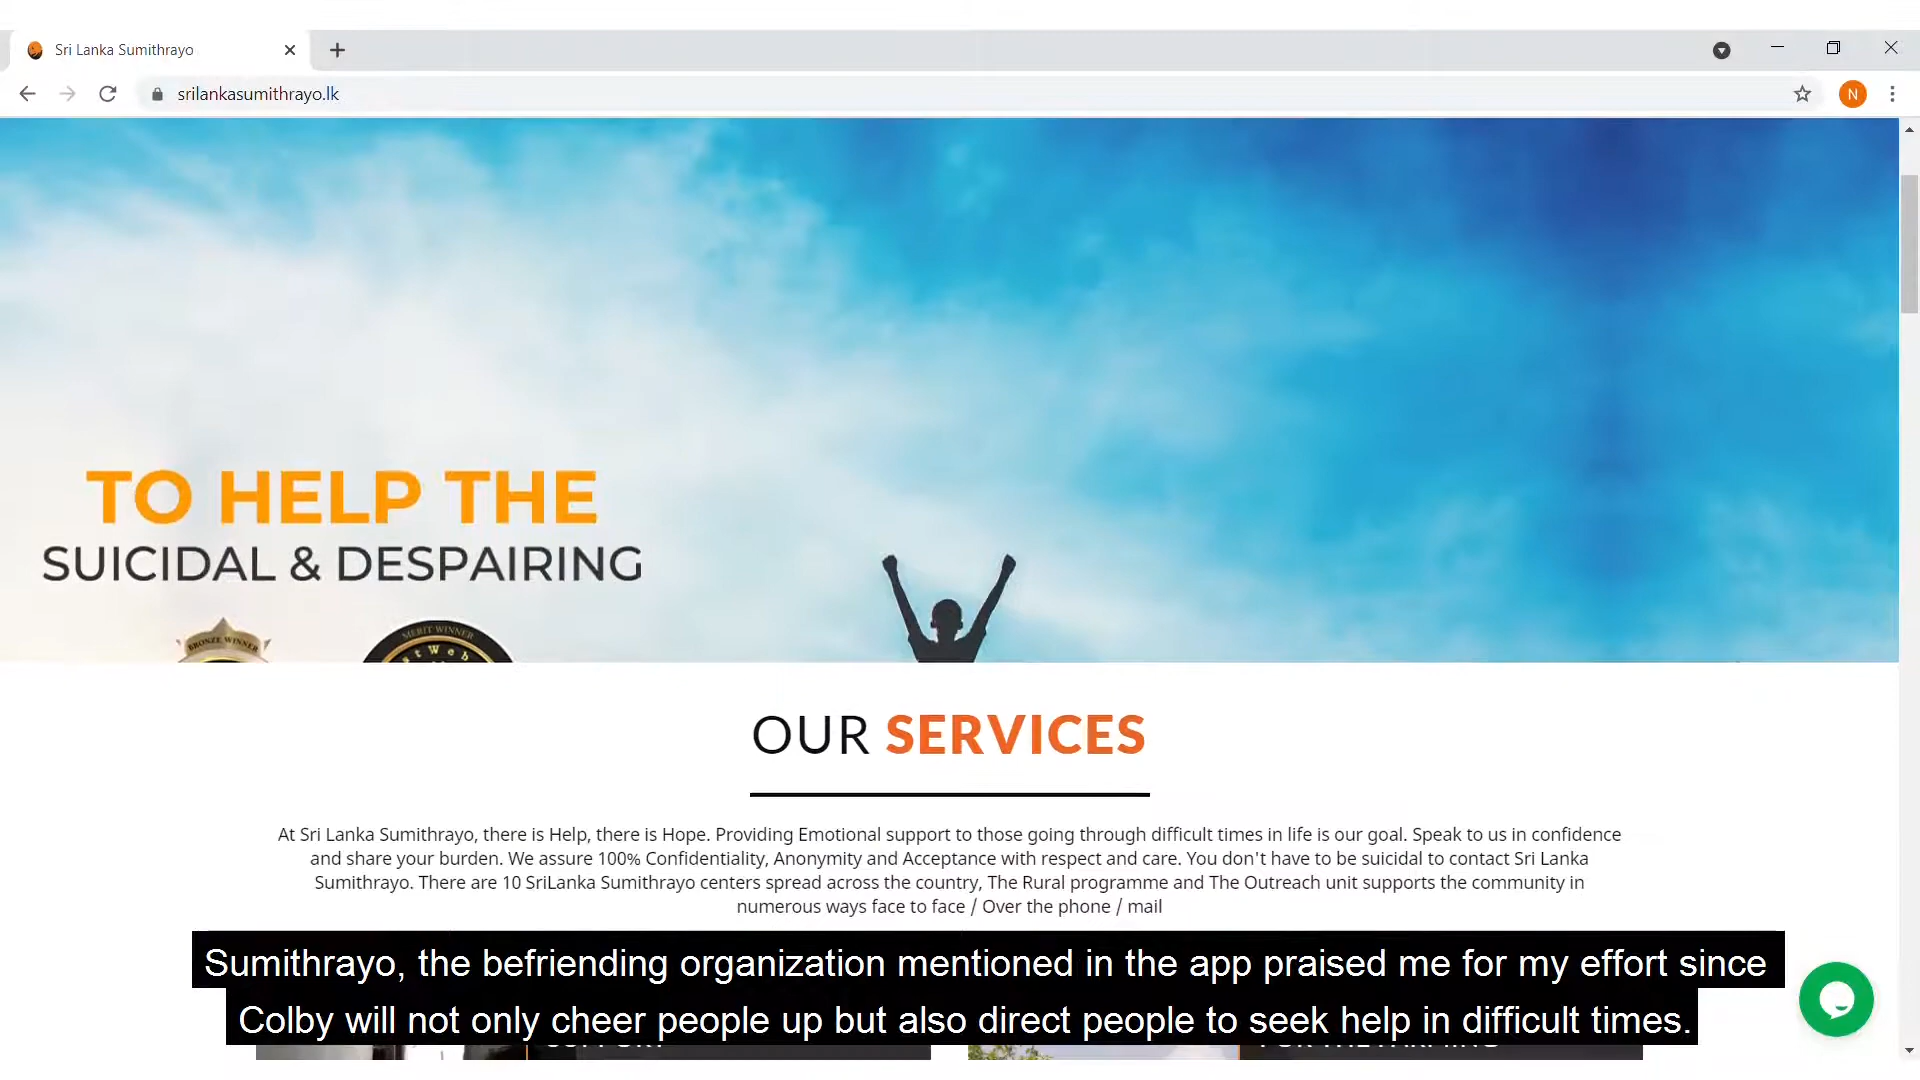 Sri Lanka Sumithrayo
srilankasumithrayo.lk
N
TO HELP THE
SUICIDAL & DESPAIRING
BRONZE WINNER
MERIT WINNER
OUR SERVICES
At Sri Lanka Sumithrayo, there is Help, there is Hope. Providing Emotional support to those going through difficult times in life is our goal. Speak to us in confidence
and share your burden. We assure 100% Confidentiality, Anonymity and Acceptance with respect and care. You don't have to be suicidal to contact Sri Lanka
Sumithrayo. There are 10 SriLanka Sumithrayo centers spread across the country, The Rural programme and The Outreach unit supports the community in
numerous ways face to face / Over the phone / mail
Sumithrayo, the befriending organization mentioned in the app praised me for my effort since
Colby will not only cheer people up but also direct people to seek help in difficult times.